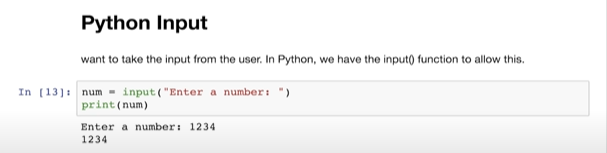 Python Input
want to take the input from the user. In Python, we have the input() function to allow this.
In [13]: num = input("Enter a number: ")
print(num)
Enter a number: 1234
1234